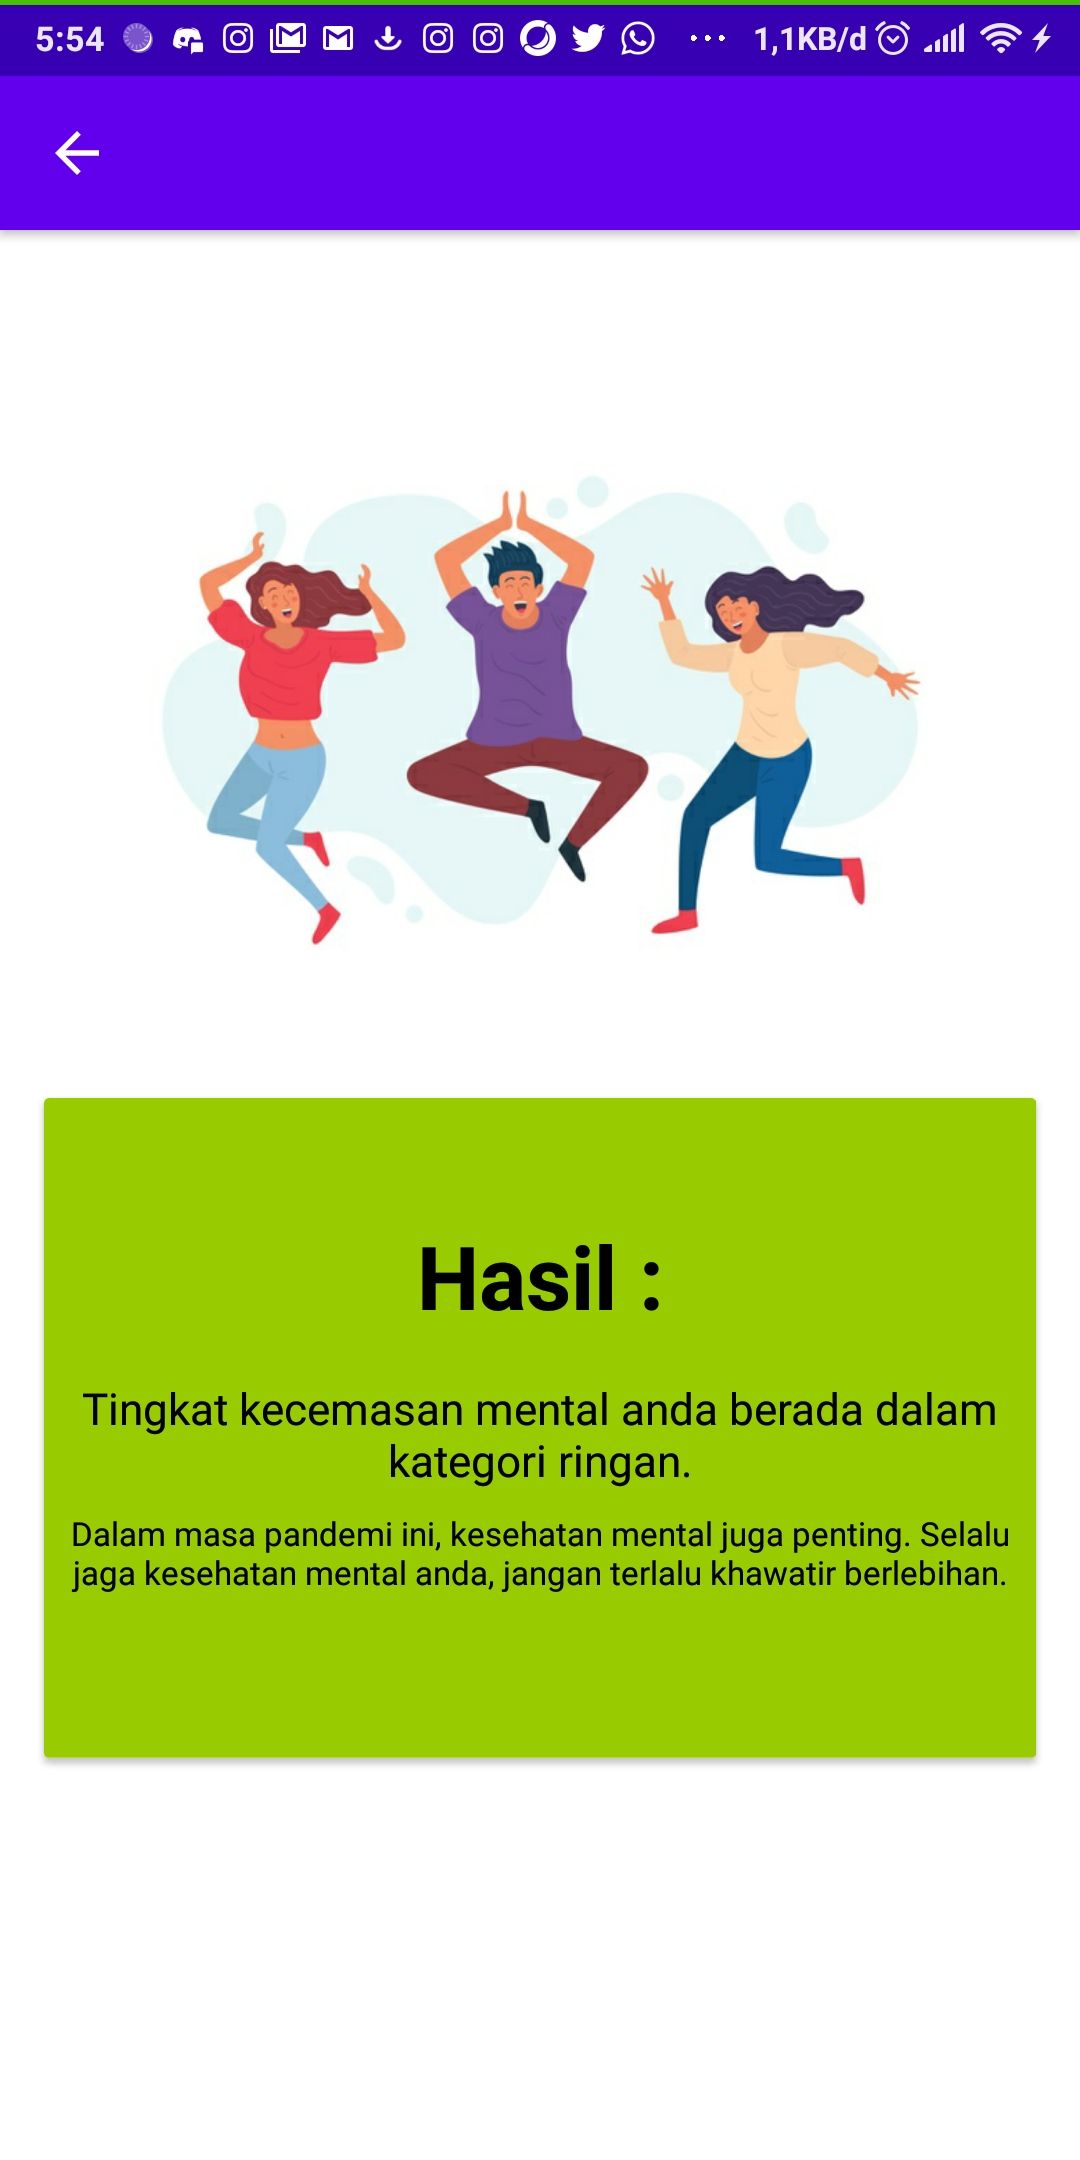 5:54 1,1KB/d
Hasil :
Tingkat kecemasan mental anda berada dalam
kategori ringan.
Dalam masa pandemi ini, kesehatan mental juga penting. Selalu
jaga kesehatan mental anda, jangan terlalu khawatir berlebihan.